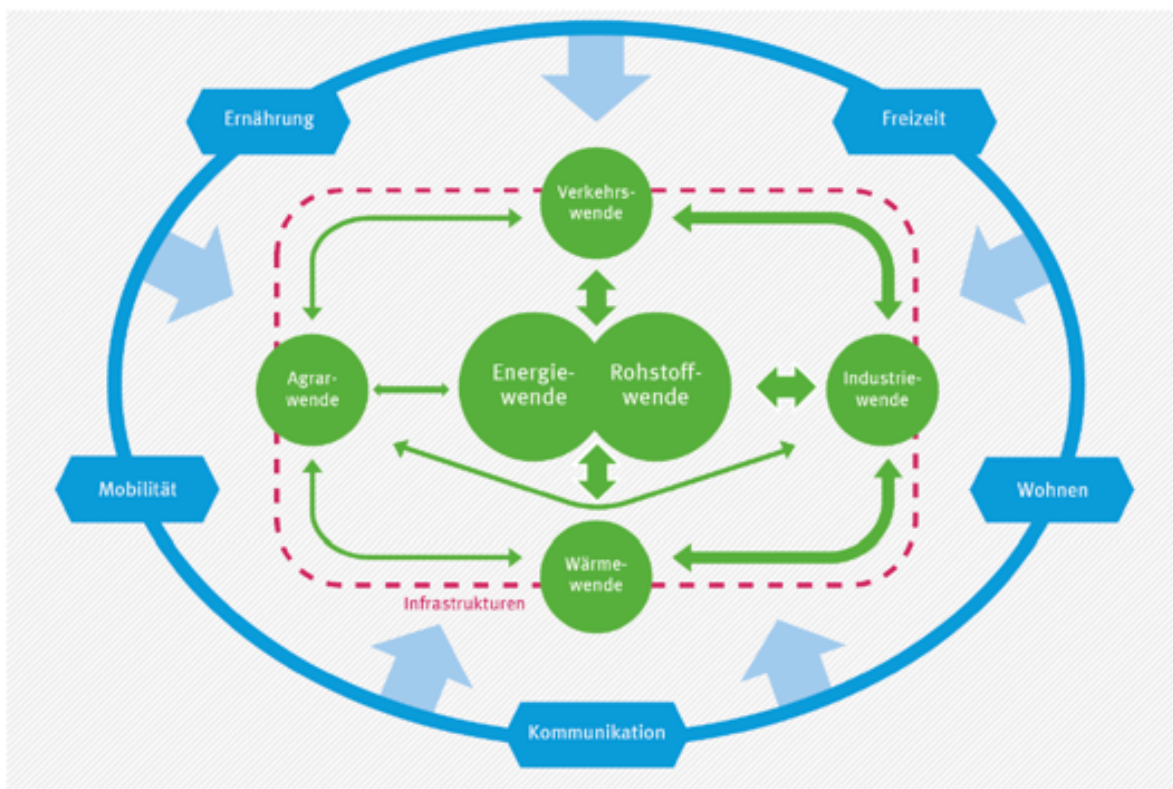 Ernährung
Freizeit
Verkehrs-
wende
Energie-
wende
Rohstoff-
wende
Agrar-
wende
Industrie-
wende
Mobilität
Wohnen
Wärme-
wende
Infrastrukturen
Kommunikation